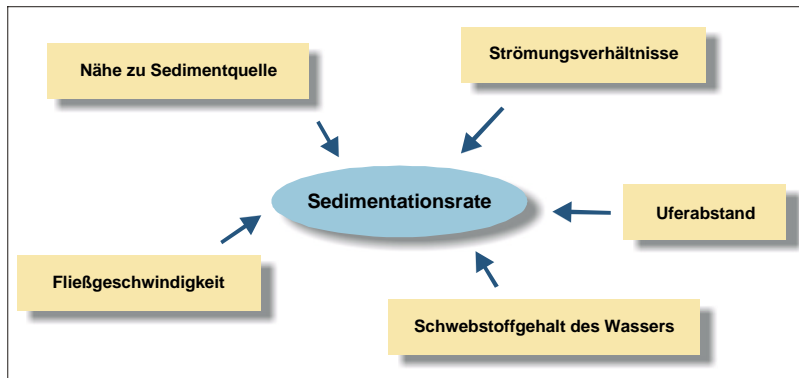 Strömungsverhältnisse
Nähe zu Sedimentquelle
Sedimentationsrate
Uferabstand
Fließgeschwindigkeit
Schwebstoffgehalt des Wassers